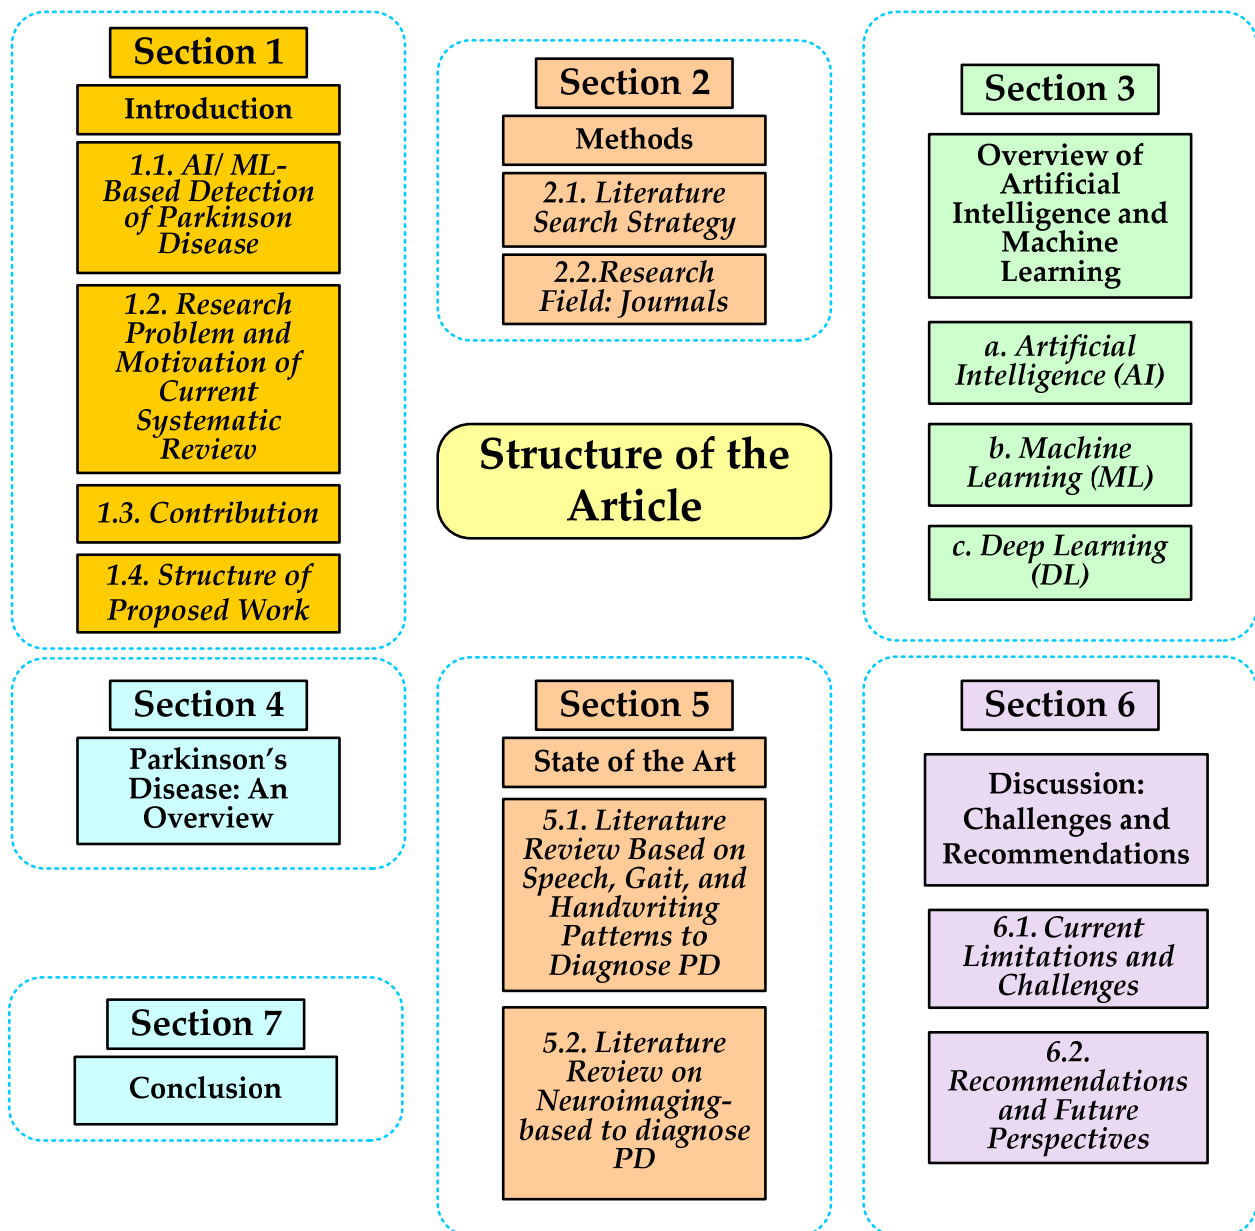 Section 1
Introduction
1.1. AI/ ML-
Based Detection
of Parkinson
Disease
1.2. Research
Problem and
Motivation of
Current
Systematic
Review
1.3. Contribution
1.4. Structure of
Proposed Work
Section 2
Methods
2.1. Literature
Search Strategy
2.2.Research
Field: Journals
Section 3
Overview of
Artificial
Intelligence and
Machine
Learning
a. Artificial
Intelligence (AI)
b. Machine
Learning (ML)
c. Deep Learning
(DL)
Structure of the
Article
Section 4
Parkinson’s
Disease: An
Overview
Section 5
State of the Art
5.1. Literature
Review Based on
Speech, Gait, and
Handwriting
Patterns to
Diagnose PD
5.2. Literature
Review on
Neuroimaging-
based to diagnose
PD
Section 6
Discussion:
Challenges and
Recommendations
6.1. Current
Limitations and
Challenges
6.2.
Recommendations
and Future
Perspectives
Section 7
Conclusion